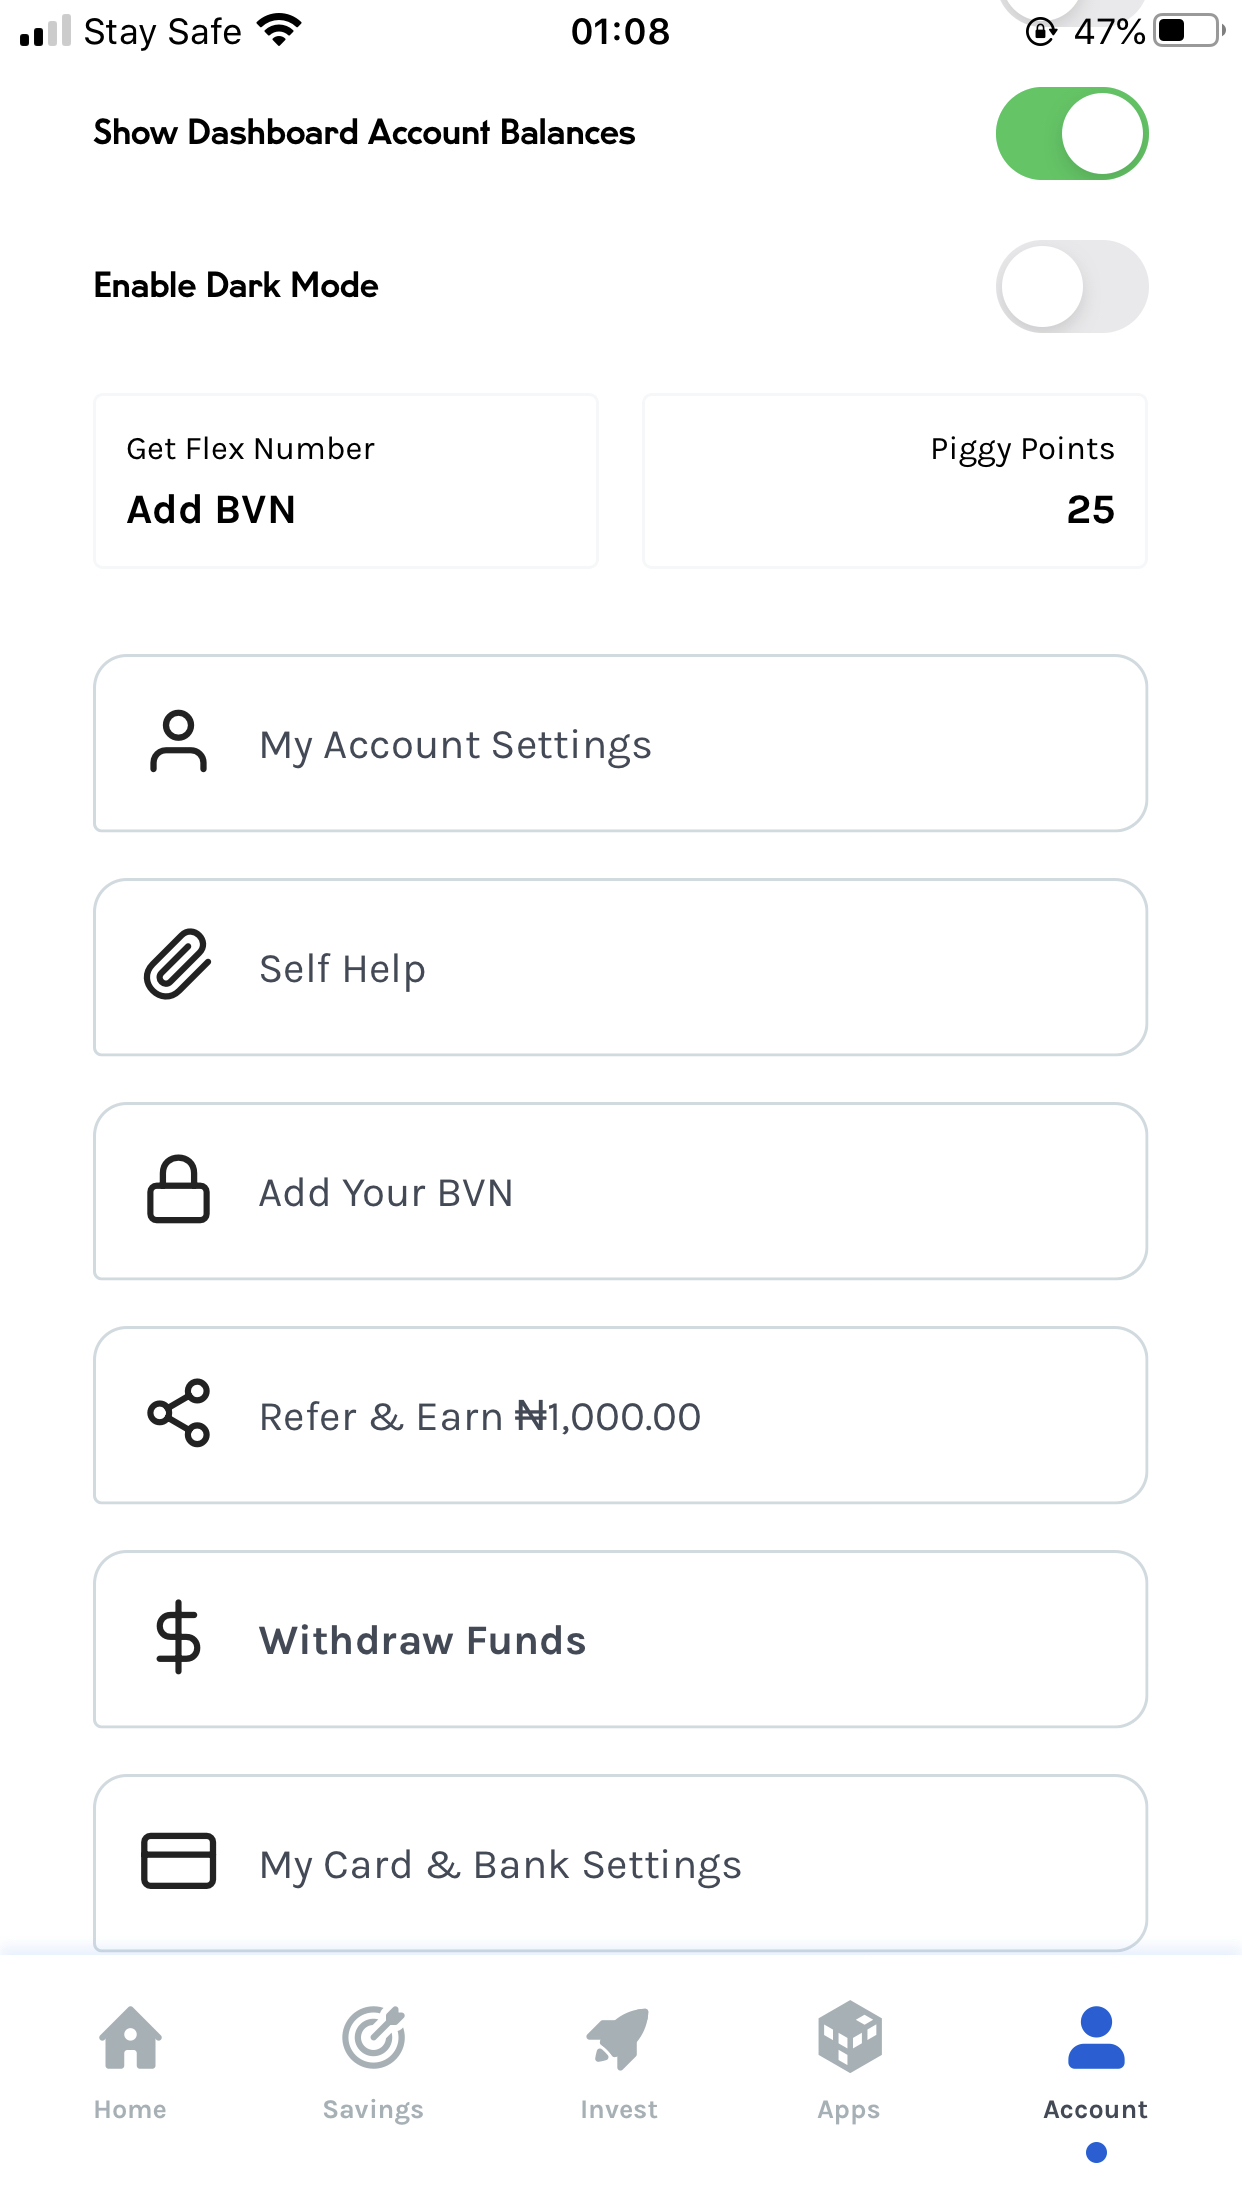 Stay Safe 01:08 47%
Show Dashboard Account Balances
Enable Dark Mode
Get Flex Number
Add BVN
Piggy Points
25
My Account Settings
Self Help
Add Your BVN
Refer & Earn ₦1,000.00
Withdraw Funds
My Card & Bank Settings
Home Savings Invest Apps Account